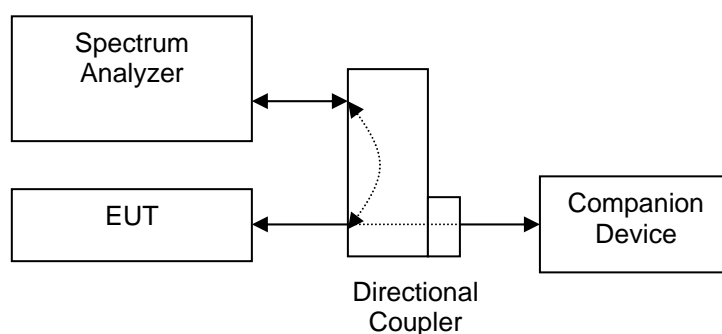 Spectrum
Analyzer
EUT
Companion
Device
Directional
Coupler